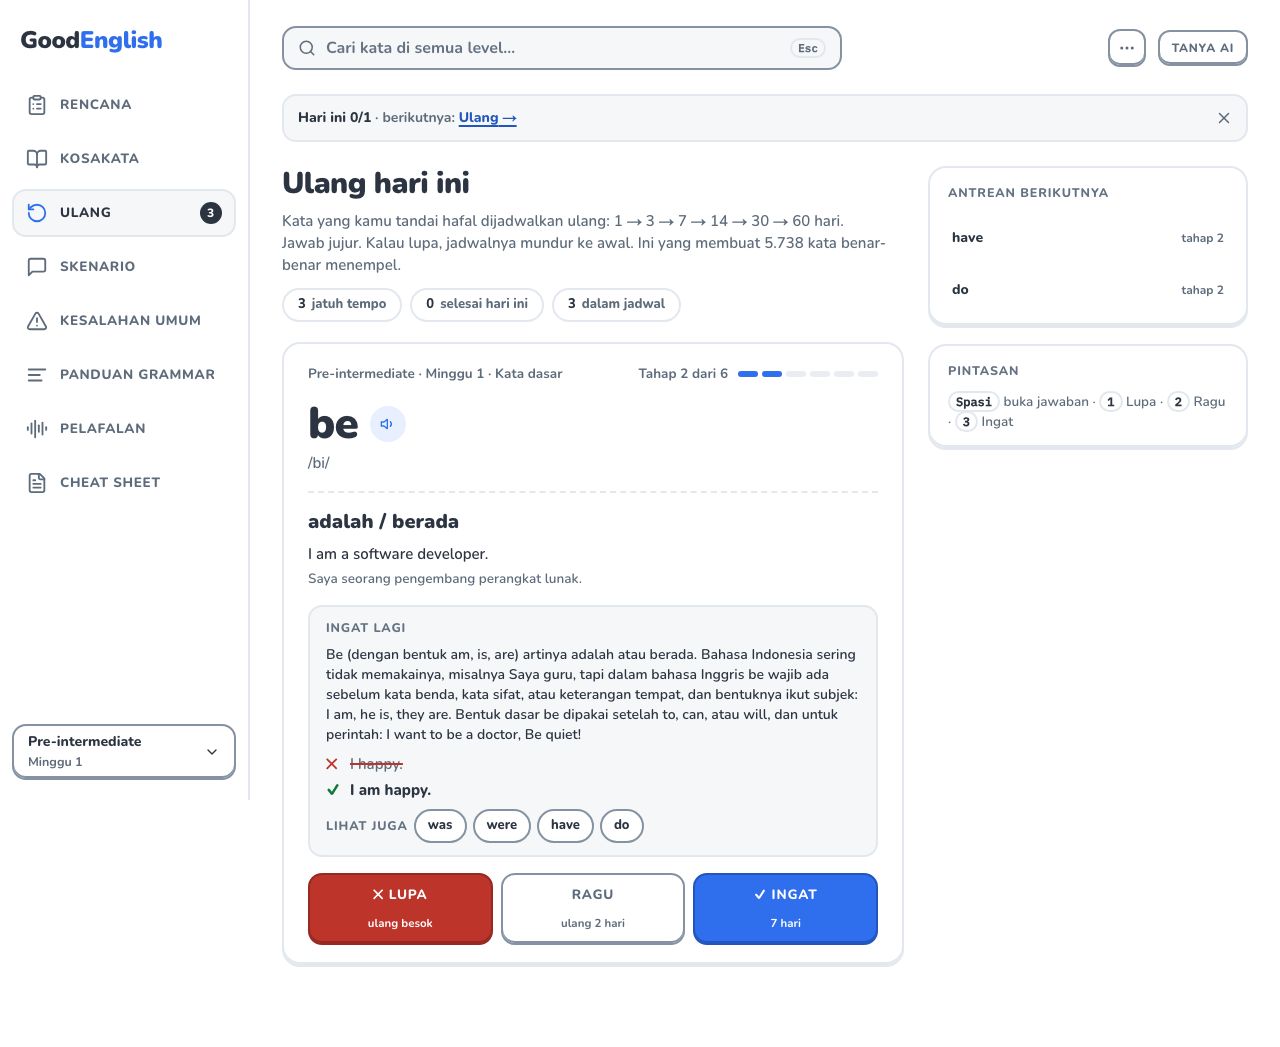 GoodEnglish
RENCANA
KOSAKATA
ULANG 3
SKENARIO
KESALAHAN UMUM
PANDUAN GRAMMAR
PELAFALAN
CHEAT SHEET
Pre-intermediate
Minggu 1
Cari kata di semua level... Esc
TANYA AI
Hari ini 0/1 · berikutnya: Ulang →
Ulang hari ini
Kata yang kamu tandai hafal dijadwalkan ulang: 1 → 3 → 7 → 14 → 30 → 60 hari.
Jawab jujur. Kalau lupa, jadwalnya mundur ke awal. Ini yang membuat 5.738 kata benar-
benar menempel.
3 jatuh tempo 0 selesai hari ini 3 dalam jadwal
Pre-intermediate · Minggu 1 · Kata dasar Tahap 2 dari 6
be
/bi/
adalah / berada
I am a software developer.
Saya seorang pengembang perangkat lunak.
INGAT LAGI
Be (dengan bentuk am, is, are) artinya adalah atau berada. Bahasa Indonesia sering
tidak memakainya, misalnya Saya guru, tapi dalam bahasa Inggris be wajib ada
sebelum kata benda, kata sifat, atau keterangan tempat, dan bentuknya ikut subjek:
I am, he is, they are. Bentuk dasar be dipakai setelah to, can, atau will, dan untuk
perintah: I want to be a doctor, Be quiet!
I happy.
I am happy.
LIHAT JUGA was were have do
LUPA
ulang besok
RAGU
ulang 2 hari
INGAT
7 hari
ANTREAN BERIKUTNYA
have tahap 2
do tahap 2
PINTASAN
Spasi buka jawaban · 1 Lupa · 2 Ragu
· 3 Ingat